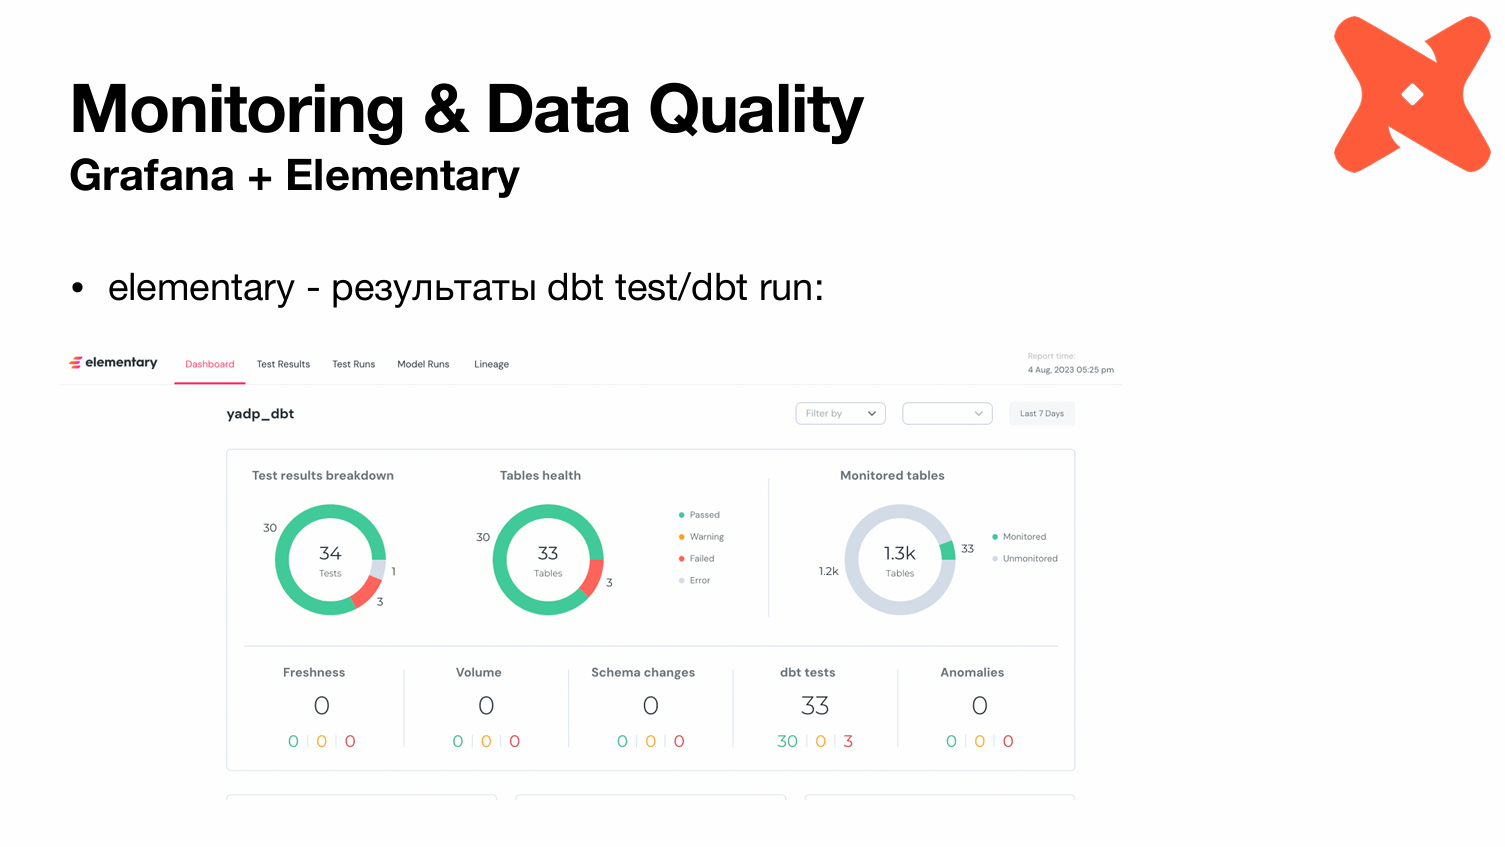 Monitoring & Data Quality
Grafana + Elementary
• elementary - результаты dbt test/dbt run:
elementary Dashboard Test Results Test Runs Model Runs Lineage
Report time:
4 Aug, 2023 05:25 pm
yadp_dbt
Filter by
Last 7 Days
Test results breakdown
30
34
Tests
1
3
Tables health
30
33
Tables
3
Passed
Warning
Failed
Error
Monitored tables
1.3k
Tables
33
1.2k
Monitored
Unmonitored
Freshness
0
0 0 0
Volume
0
0 0 0
Schema changes
0
0 0 0
dbt tests
33
30 0 3
Anomalies
0
0 0 0